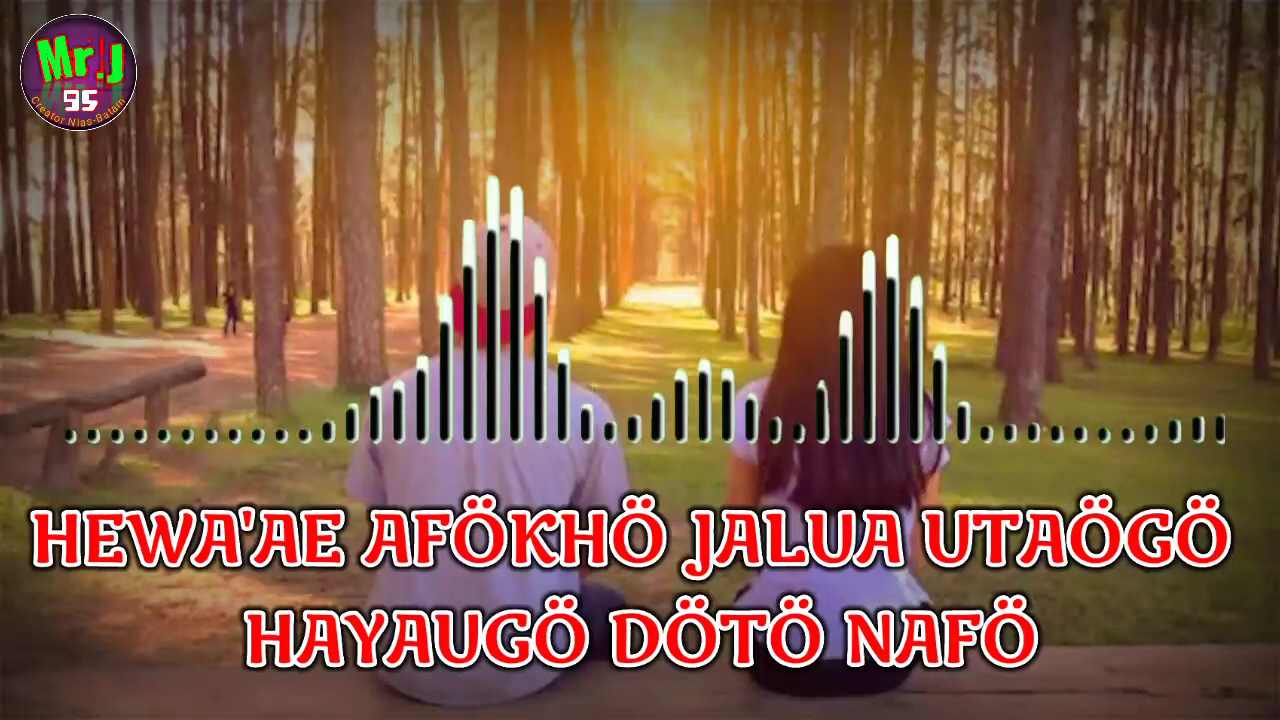 Mr.J
95
Creator Nias-Batam
HEWA'AE AFÖKHÖ JALUA UTAÖGÖ
HAYAUGÖ DÖTÖ NAFÖ